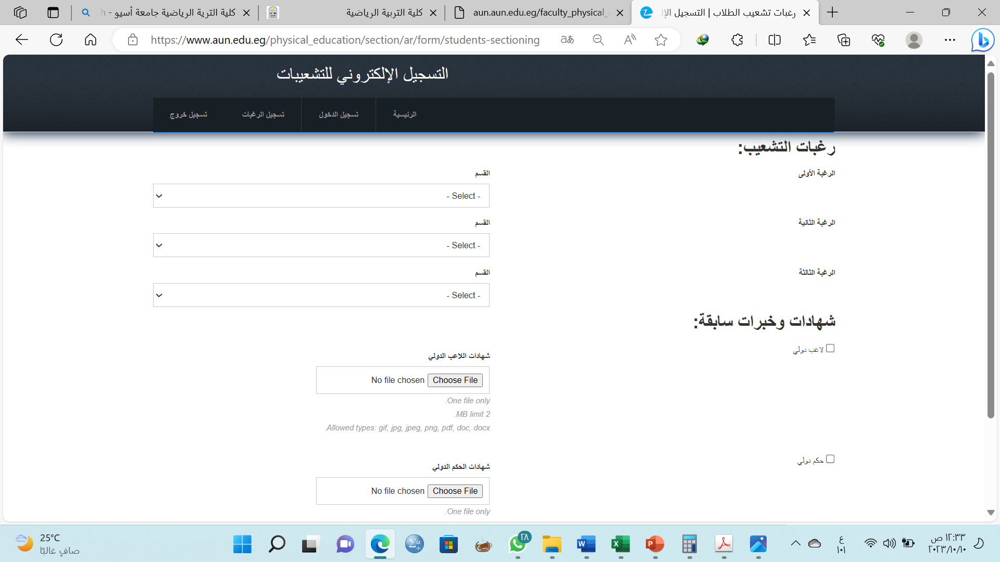 كلية التربة الرياضية جامعة أسيو - h
كلية التربية الرياضية
aun.aun.edu.eg/faculty_physical_
رغبات تشعيب الطلاب | التسجيل الإل
https://www.aun.edu.eg/physical_education/section/ar/form/students-sectioning
التسجيل الإلكتروني للتشعيبات
الرئيسية
تسجيل الدخول
تسجيل الرغبات
تسجيل خروج
رغبات التشعيب:
الرغبة الأولى
القسم
- Select -
الرغبة الثانية
القسم
- Select -
الرغبة الثالثة
القسم
- Select -
شهادات وخبرات سابقة:
لاعب دولي
شهادات اللاعب الدولي
Choose File No file chosen
One file only.
2 MB limit.
Allowed types: gif, jpg, jpeg, png, pdf, doc, docx.
حكم دولي
شهادات الحكم الدولي
Choose File No file chosen
One file only.
25°C
صافٍ غالبًا
٢٨
ع
١٠١
١٢:٣٣ ص
٢٠٢٣/١٠/١٠